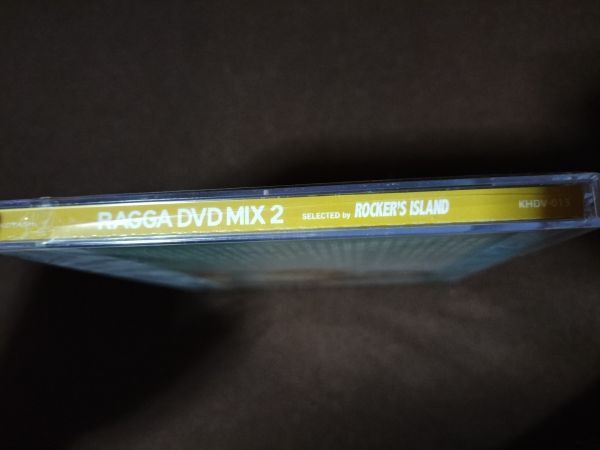 RAGGA DVD MIX 2 SELECTED by ROCKER'S ISLAND KHDV-013